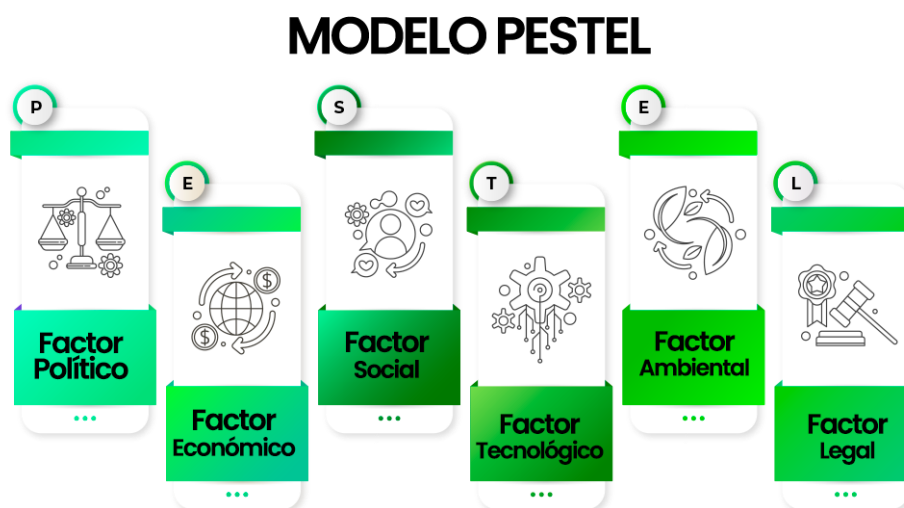 MODELO PESTEL
P
Factor
Político
E
$
$
Factor
Económico
S
Factor
Social
T
Factor
Tecnológico
E
Factor
Ambiental
L
Factor
Legal